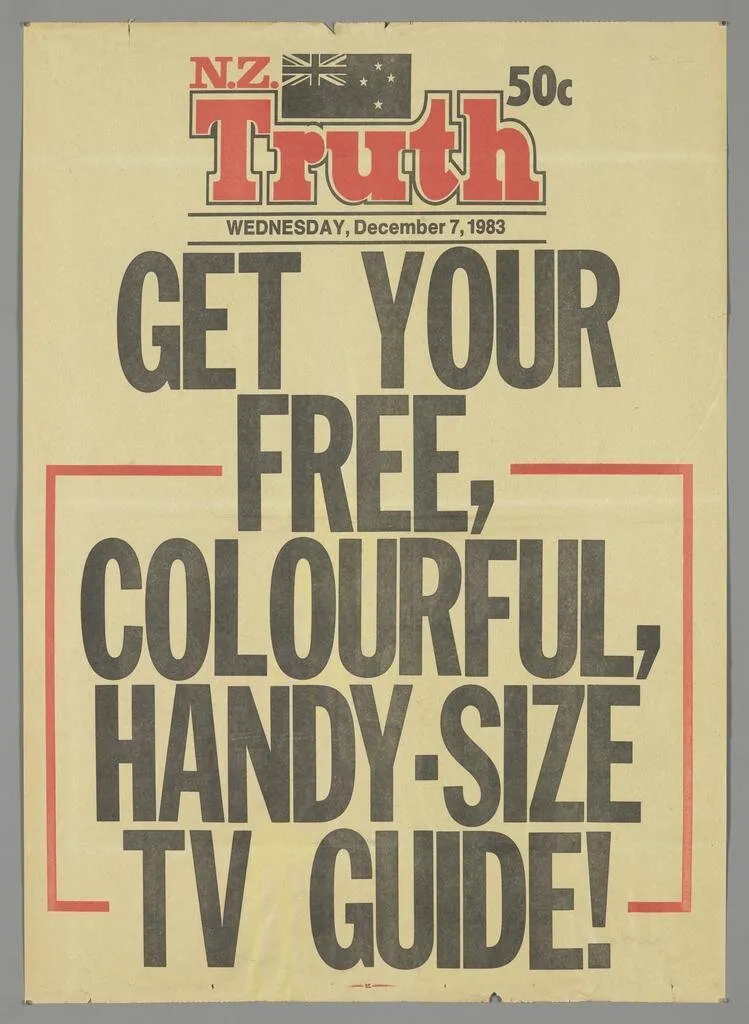 N.Z.
Truth
50c
WEDNESDAY, December 7, 1983
GET YOUR
FREE,
COLOURFUL,
HANDY-SIZE
TV GUIDE!